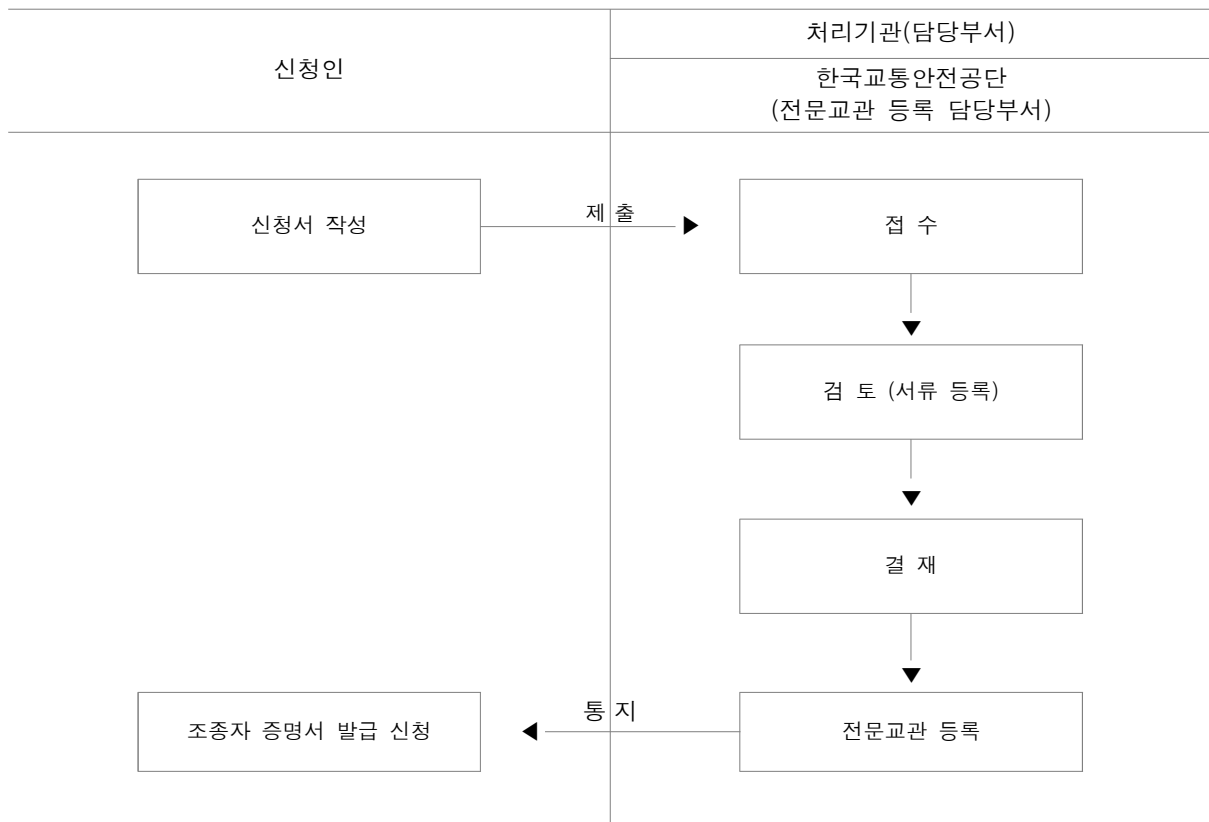 신청인
처리기관(담당부서)
한국교통안전공단
(전문교관 등록 담당부서)
신청서 작성
제 출
접 수
검 토 (서류 등록)
결 재
조종자 증명서 발급 신청
통 지
전문교관 등록